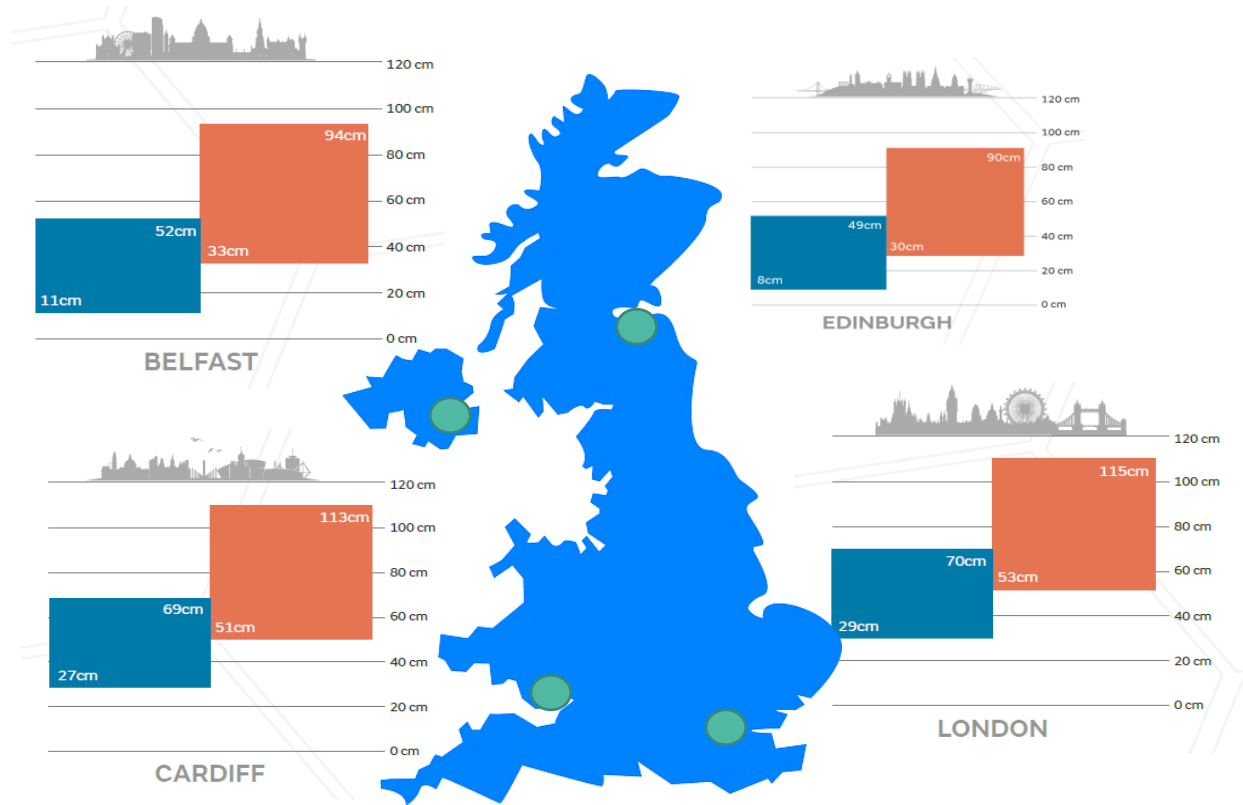 120 cm
100 cm
94cm
80 cm
60 cm
52cm
33cm
40 cm
11cm
20 cm
0 cm
BELFAST
120 cm
100 cm
90cm
80 cm
60 cm
49cm
30cm
40 cm
8cm
20 cm
0 cm
EDINBURGH
120 cm
113cm
100 cm
80 cm
69cm
51cm
60 cm
27cm
40 cm
20 cm
0 cm
CARDIFF
120 cm
115cm
100 cm
80 cm
70cm
53cm
60 cm
29cm
40 cm
20 cm
0 cm
LONDON